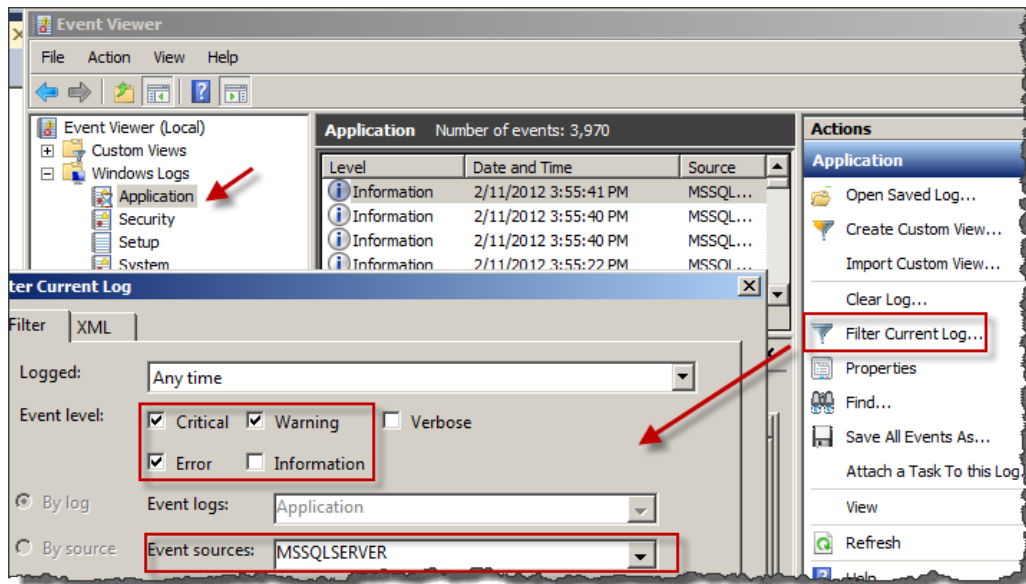 Event Viewer
File Action View Help
Event Viewer (Local)
Custom Views
Windows Logs
Application
Security
Setup
System
Application Number of events: 3,970
Level Date and Time Source
Information 2/11/2012 3:55:41 PM MSSQL...
Information 2/11/2012 3:55:40 PM MSSQL...
Information 2/11/2012 3:55:40 PM MSSQL...
Information 2/11/2012 3:55:22 PM MSSQL...
Actions
Application
Open Saved Log...
Create Custom View...
Import Custom View...
Clear Log...
Filter Current Log...
Properties
Find...
Save All Events As...
Attach a Task To this Log.
View
Refresh
Help
ter Current Log
Filter XML
Logged: Any time
Event level: Critical Warning Verbose
Error Information
By log Event logs: Application
By source Event sources: MSSQLSERVER